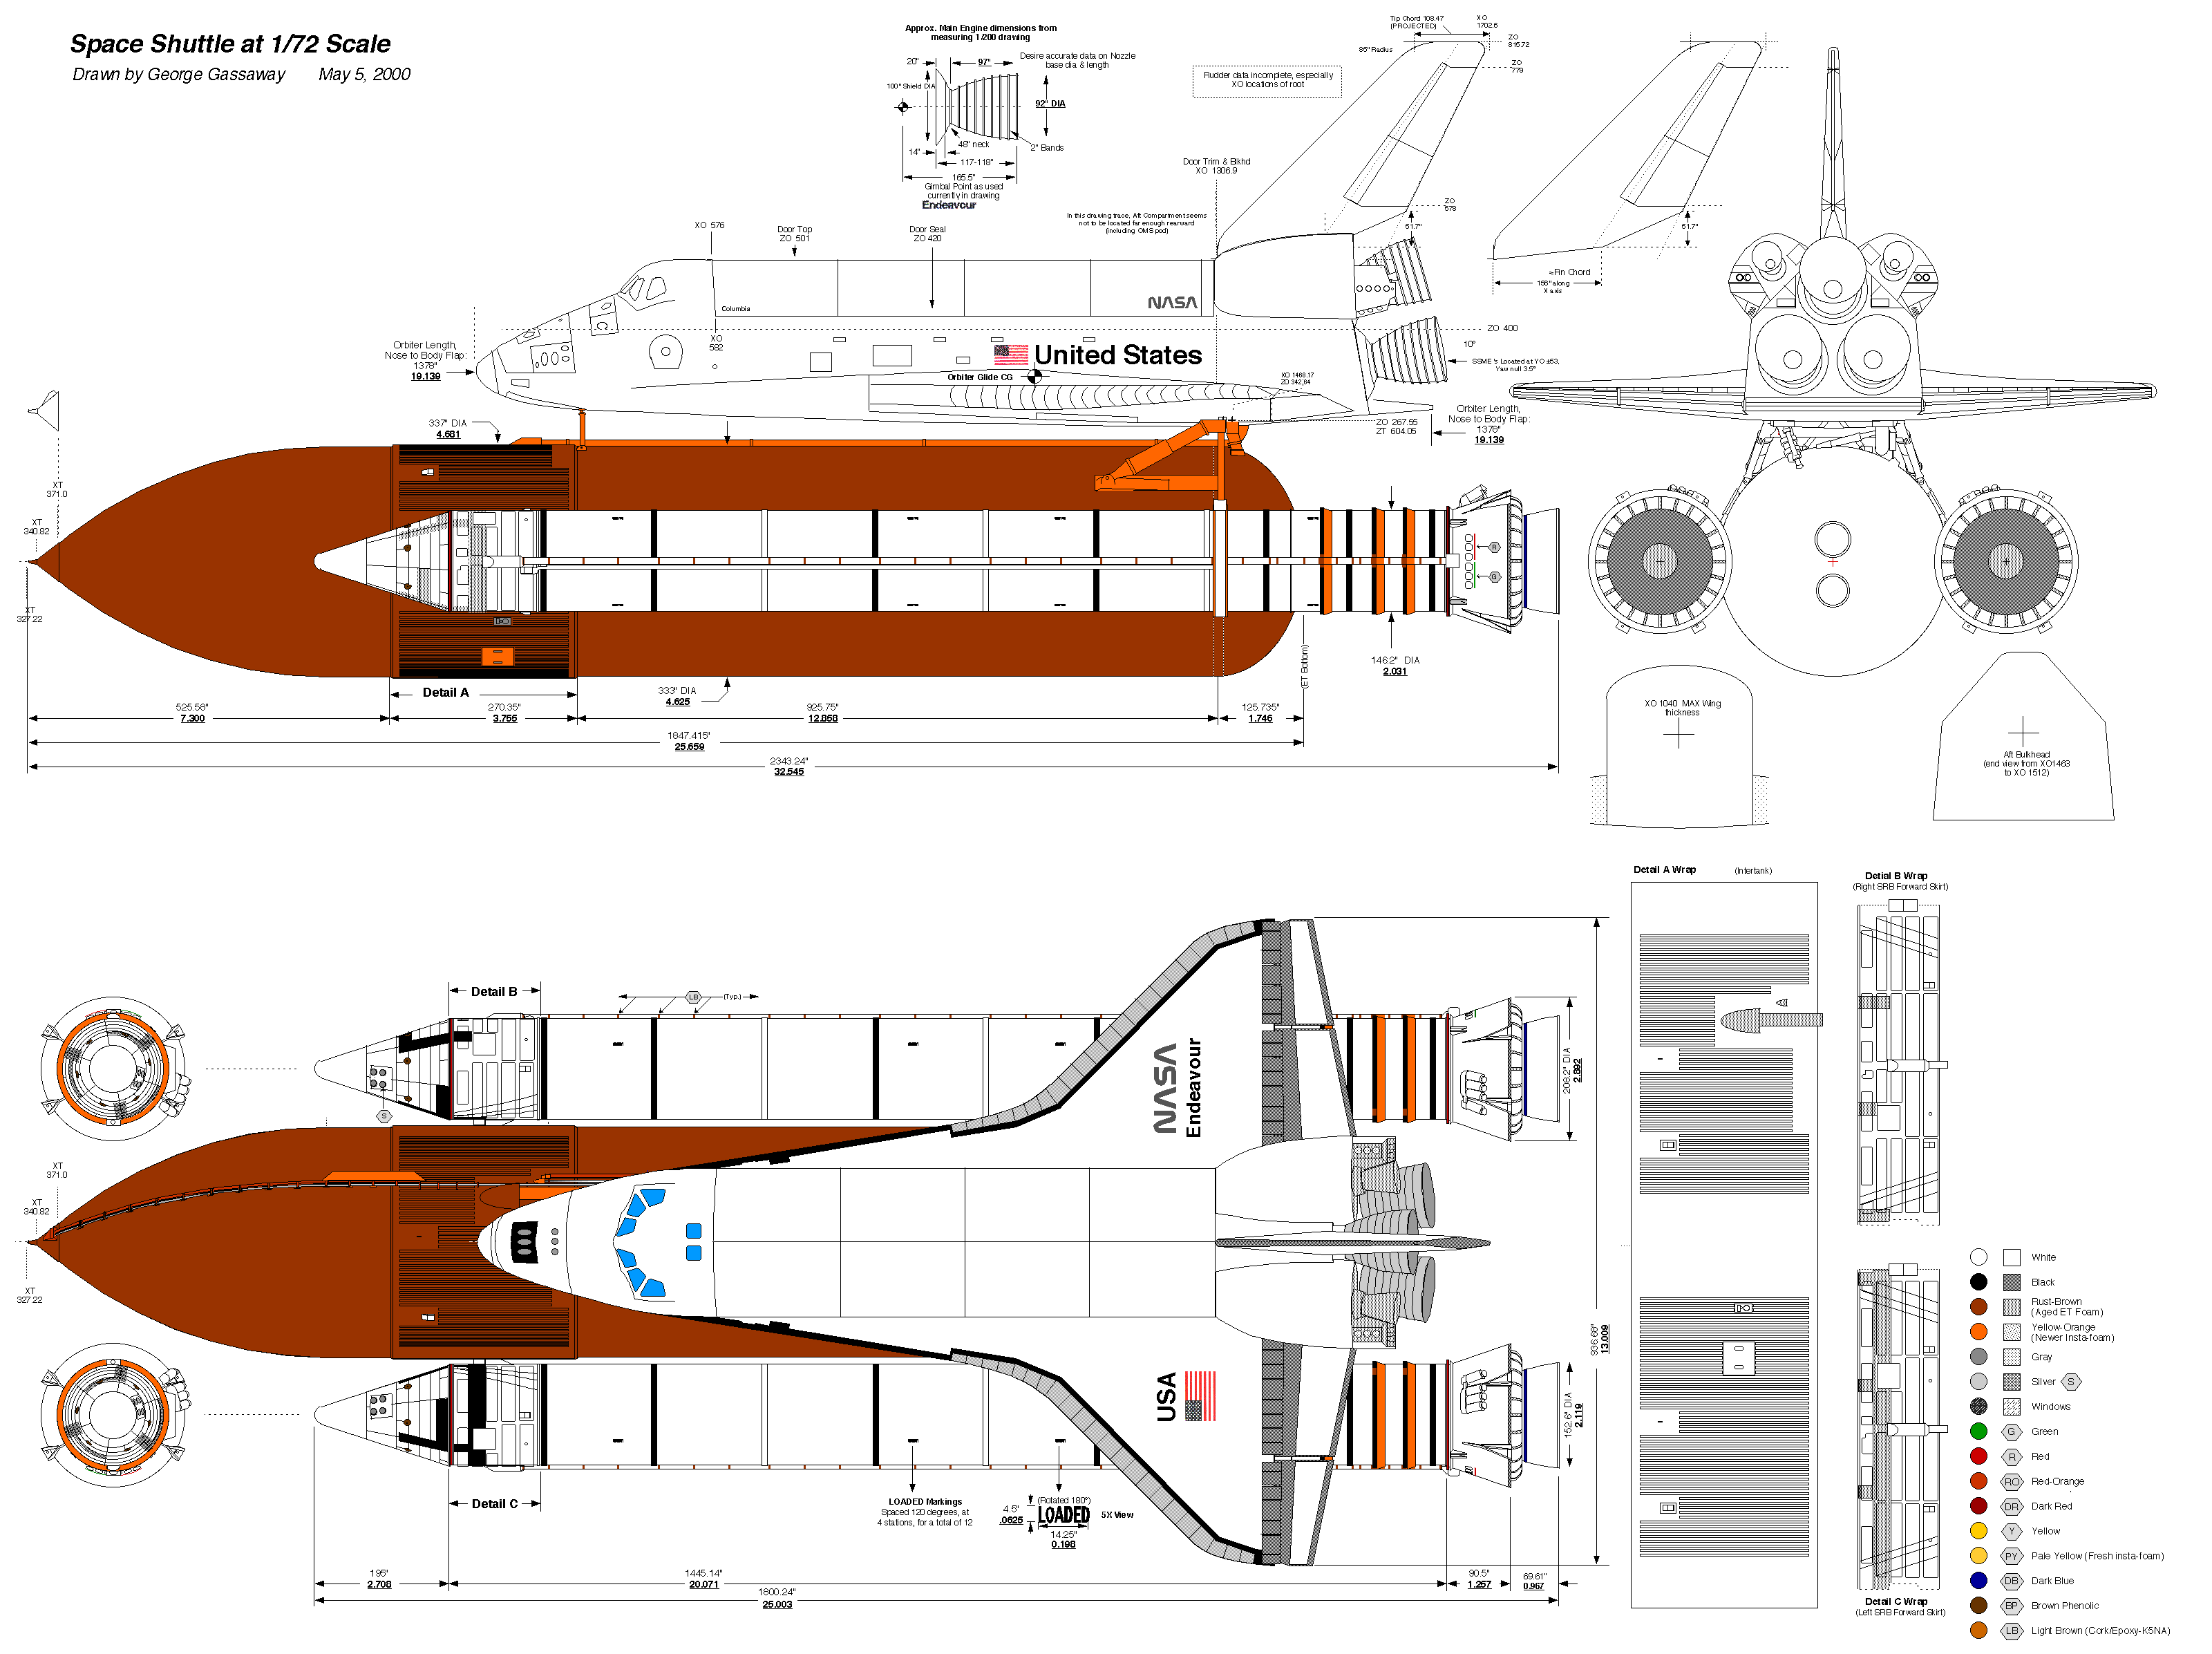 Space Shuttle at 1/72 Scale
Drawn by George Gassaway May 5, 2000
Approx. Main Engine dimensions from
measuring 1/200 drawing
20"
97"
Desire accurate data on Nozzle
base dia & length
100" Shield DIA
92" DIA
48" neck
2" Bands
14"
117-118"
165.5"
Gimbal Point as used
currently in drawing
Endeavour
Tip Chord 108.47
(PROJECTED)
XO
1702.6
85" Radius
ZO
815.72
ZO
779
Rudder data incomplete, especially
XO locations of root
Door Trim & Blkhd
XO 1306.9
ZO
578
51.7"
51.7"
In this drawing trace, Aft Compartment seems
not to be located far enough rearward
(including OMS pod)
XO 576
Door Top
ZO 501
Door Seal
ZO 420
≈Fin Chord
156" along
X axis
Columbia
NASA
XO
582
ZO 400
10°
SSME's Located at YO ±53,
Yaw null 3.5°
Orbiter Length,
Nose to Body Flap:
1378"
19.139
United States
Orbiter Glide CG
XO 1468.17
ZO 342.64
ZO 267.55
ZT 604.05
Orbiter Length,
Nose to Body Flap:
1378"
19.139
337" DIA
4.681
XT
371.0
XT
340.82
XT
327.22
R
G
Detail A
333" DIA
4.625
146.2" DIA
2.031
(ET Bottom)
525.58"
7.300
270.35"
3.755
925.75"
12.858
125.735"
1.746
1847.415"
25.659
2343.24"
32.545
XO 1040 MAX Wing
thickness
Aft Bulkhead
(end view from XO1463
to XO 1512)
Detail A Wrap (Intertank)
Detial B Wrap
(Right SRB Forward Skirt)
Detail B
LB
(Typ.)
S
NASA
Endeavour
208.2" DIA
2.892
XT
371.0
XT
340.82
XT
327.22
936.66"
13.009
USA
152.6" DIA
2.119
Detail C
LOADED Markings
Spaced 120 degrees, at
4 stations, for a total of 12
(Rotated 180°)
4.5"
.0625
LOADED
5X View
14.25"
0.198
195"
2.708
1445.14"
20.071
90.5"
1.257
69.61"
0.967
1800.24"
25.003
White
Black
Rust-Brown
(Aged ET Foam)
Yellow-Orange
(Newer Insta-foam)
Gray
Silver S
Windows
G Green
R Red
RO Red-Orange
DR Dark Red
Y Yellow
PY Pale Yellow (Fresh insta-foam)
DB Dark Blue
BP Brown Phenolic
LB Light Brown (Cork/Epoxy-K5NA)
Detail C Wrap
(Left SRB Forward Skirt)